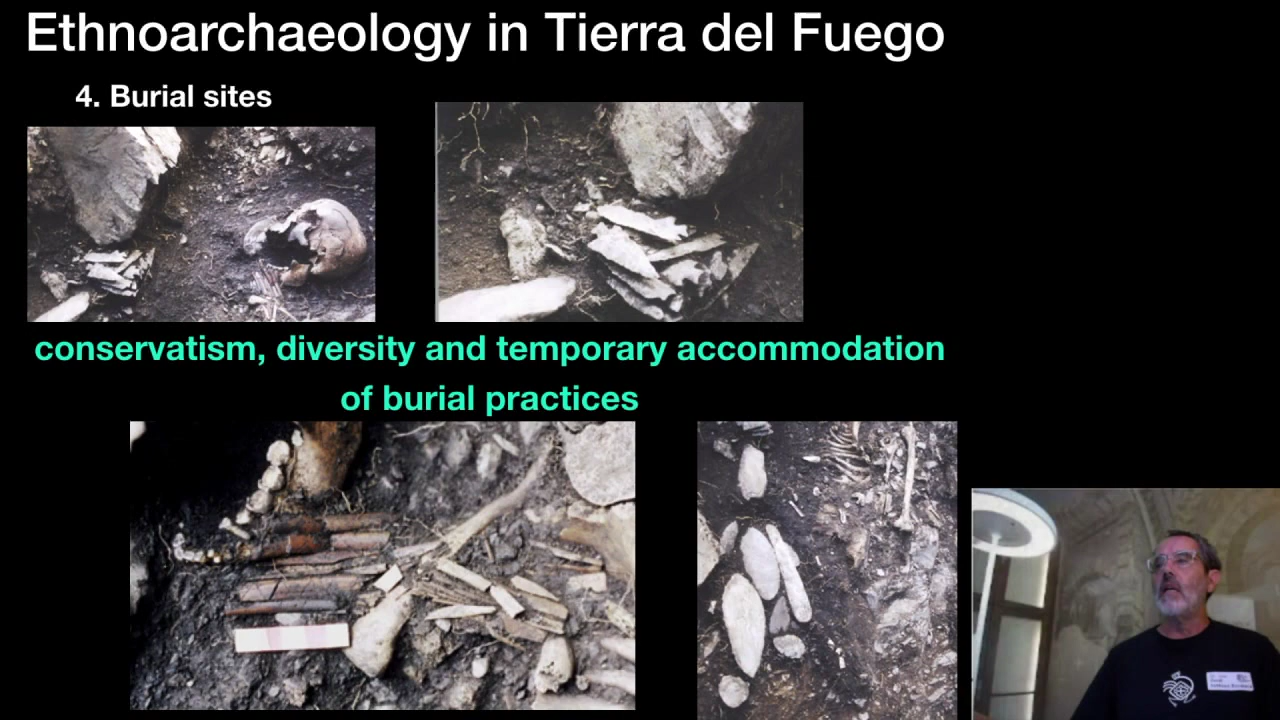 Ethnoarchaeology in Tierra del Fuego
4. Burial sites
conservatism, diversity and temporary accommodation
of burial practices